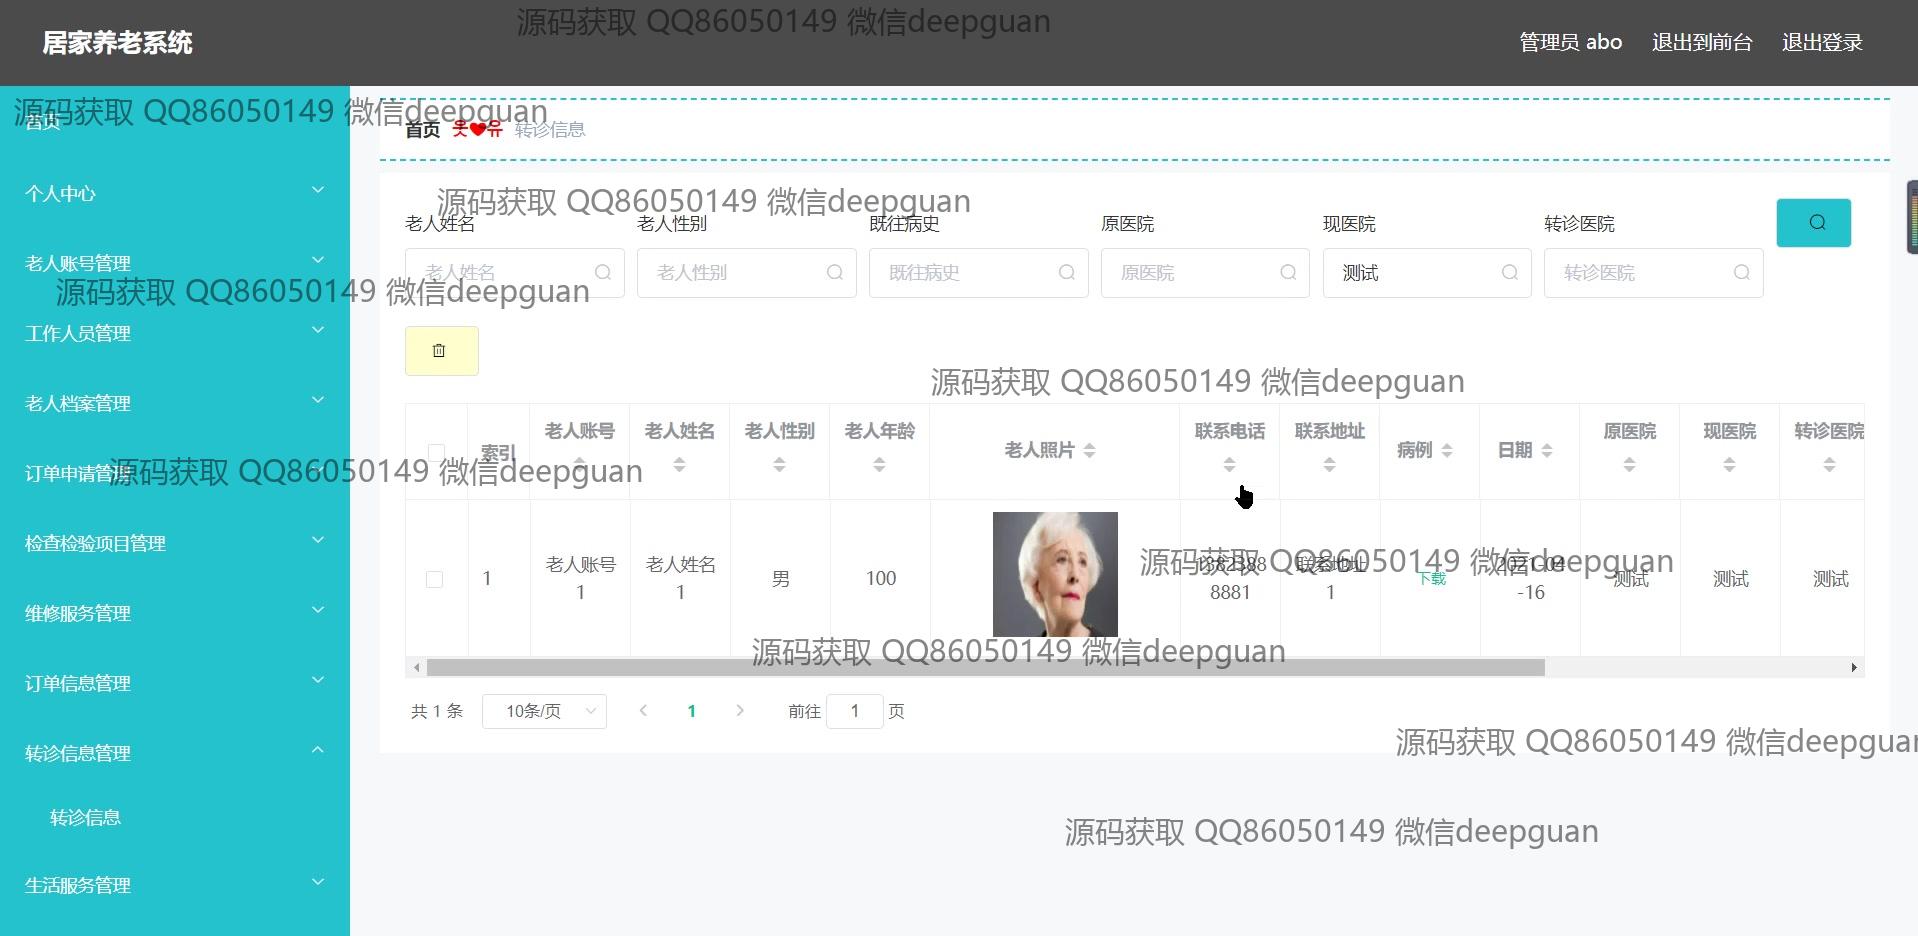 居家养老系统
管理员 abo
退出到前台
退出登录
源码获取 QQ86050149 微信deepguan
源码获取 QQ86050149 微信deepguan
首页
个人中心
老人账号管理
工作人员管理
老人档案管理
订单申请管理
检查检验项目管理
维修服务管理
订单信息管理
转诊信息管理
转诊信息
生活服务管理
首页 웃❤유 转诊信息
源码获取 QQ86050149 微信deepguan
老人姓名 老人性别 既往病史 原医院 现医院 转诊医院
老人姓名 老人性别 既往病史 原医院 测试 转诊医院
源码获取 QQ86050149 微信deepguan
源码获取 QQ86050149 微信deepguan
索引 老人账号 老人姓名 老人性别 老人年龄 老人照片 联系电话 联系地址 病例 日期 原医院 现医院 转诊医院
源码获取 QQ86050149 微信deepguan
1 老人账号1 老人姓名1 男 100 13823888881 联系地址1 下载 2021-04-16 测试 测试 测试
源码获取 QQ86050149 微信deepguan
源码获取 QQ86050149 微信deepguan
共 1 条 10条/页 1 前往 1 页
源码获取 QQ86050149 微信deepguan
源码获取 QQ86050149 微信deepguan